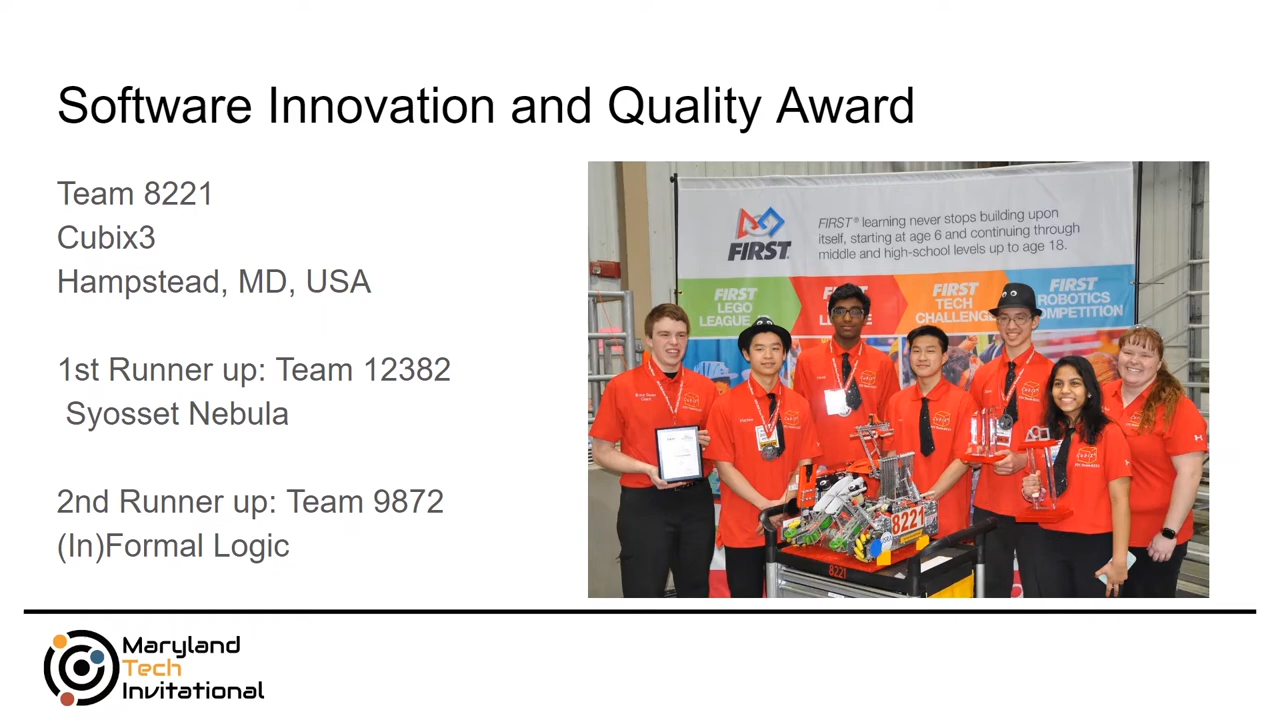 Software Innovation and Quality Award
Team 8221
Cubix3
Hampstead, MD, USA
1st Runner up: Team 12382
Syosset Nebula
2nd Runner up: Team 9872
(In)Formal Logic
FIRST® learning never stops building upon
itself, starting at age 6 and continuing through
middle and high-school levels up to age 18.
FIRST
FIRST
LEGO
LEAGUE
FIRST
TECH
CHALLENGE
FIRST
ROBOTICS
COMPETITION
8221
8221
Maryland
Tech
Invitational